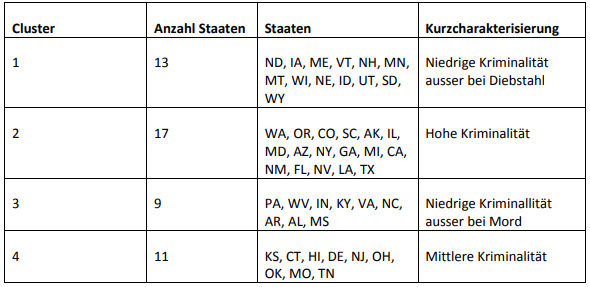 Cluster Anzahl Staaten Staaten Kurzcharakterisierung
1 13 ND, IA, ME, VT, NH, MN, Niedrige Kriminalität
MT, WI, NE, ID, UT, SD, ausser bei Diebstahl
WY
2 17 WA, OR, CO, SC, AK, IL, Hohe Kriminalität
MD, AZ, NY, GA, MI, CA,
NM, FL, NV, LA, TX
3 9 PA, WV, IN, KY, VA, NC, Niedrige Kriminallität
AR, AL, MS ausser bei Mord
4 11 KS, CT, HI, DE, NJ, OH, Mittlere Kriminalität
OK, MO, TN